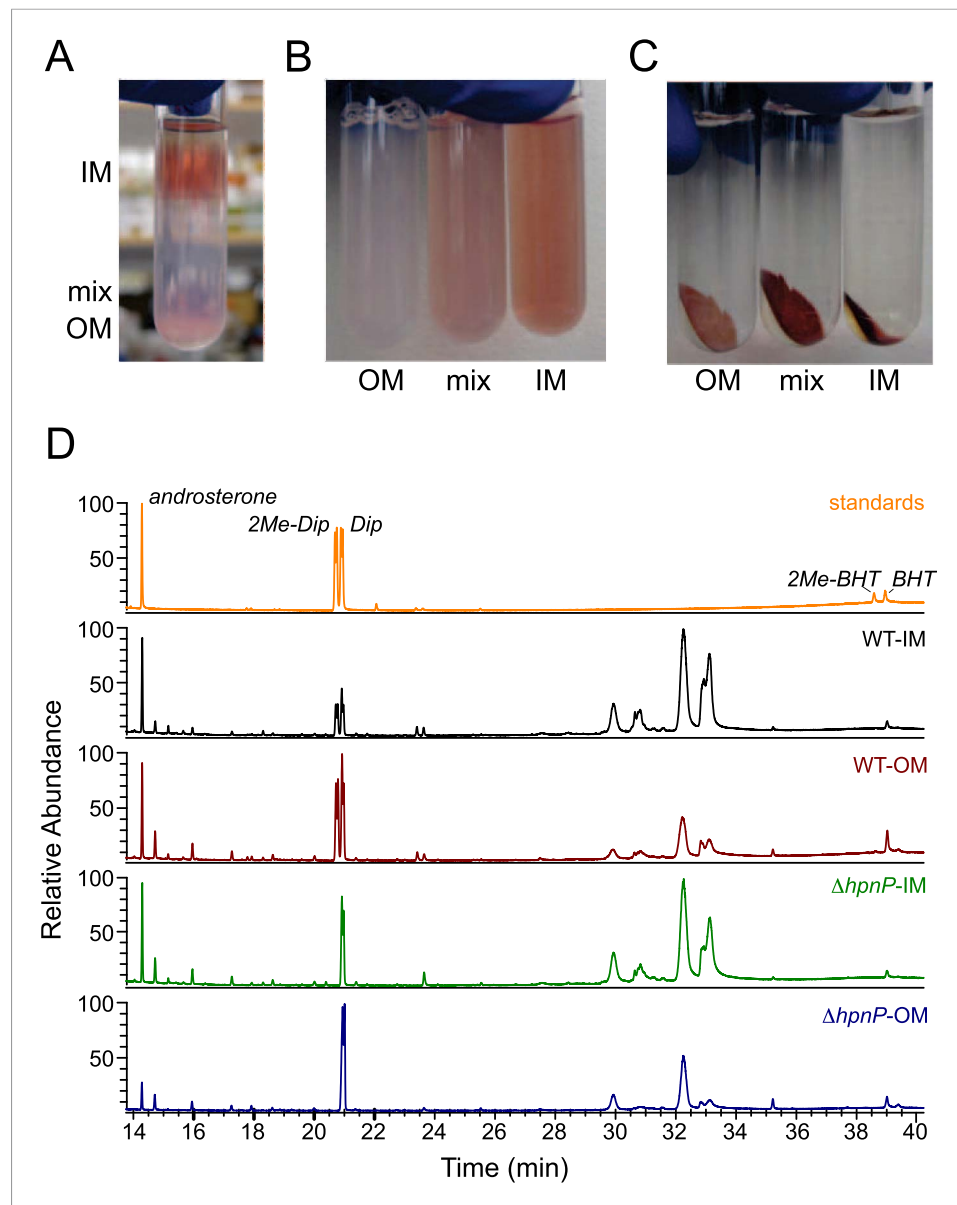 A
B
C
IM
mix
OM
OM mix IM
OM mix IM
D
100
50
androsterone
2Me-Dip Dip
standards
2Me-BHT BHT
100
50
WT-IM
100
50
WT-OM
100
50
ΔhpnP-IM
100
50
ΔhpnP-OM
Relative Abundance
14 16 18 20 22 24 26 28 30 32 34 36 38 40
Time (min)